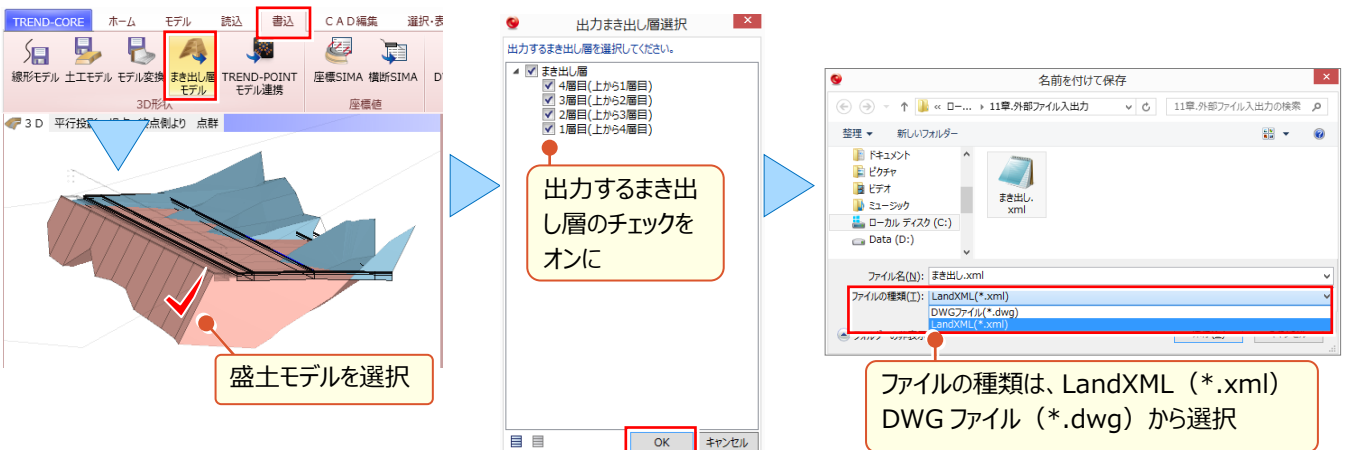 TREND-CORE ホーム モデル 読込 書込 CAD編集 選択・表
線形モデル 土工モデル モデル変換 まき出し層モデル TREND-POINTモデル連携 座標SIMA 横断SIMA
3D形状 座標値
3D 平行投影 点側より 点群
盛土モデルを選択
出力まき出し層選択
出力するまき出し層を選択してください。
まき出し層
4層目(上から1層目)
3層目(上から2層目)
2層目(上から3層目)
1層目(上から4層目)
出力するまき出
し層のチェックを
オンに
OK キャンセル
名前を付けて保存
« ロー... 11章.外部ファイル入出力 11章.外部ファイル入出力の検索
整理 新しいフォルダー
ドキュメント
ピクチャ
ビデオ
ミュージック
ローカル ディスク (C:)
Data (D:)
まき出し.
xml
ファイル名(N): まき出し.xml
ファイルの種類(T): LandXML(*.xml)
DWGファイル(*.dwg)
LandXML(*.xml)
ファイルの種類は、LandXML（*.xml）
DWG ファイル（*.dwg）から選択